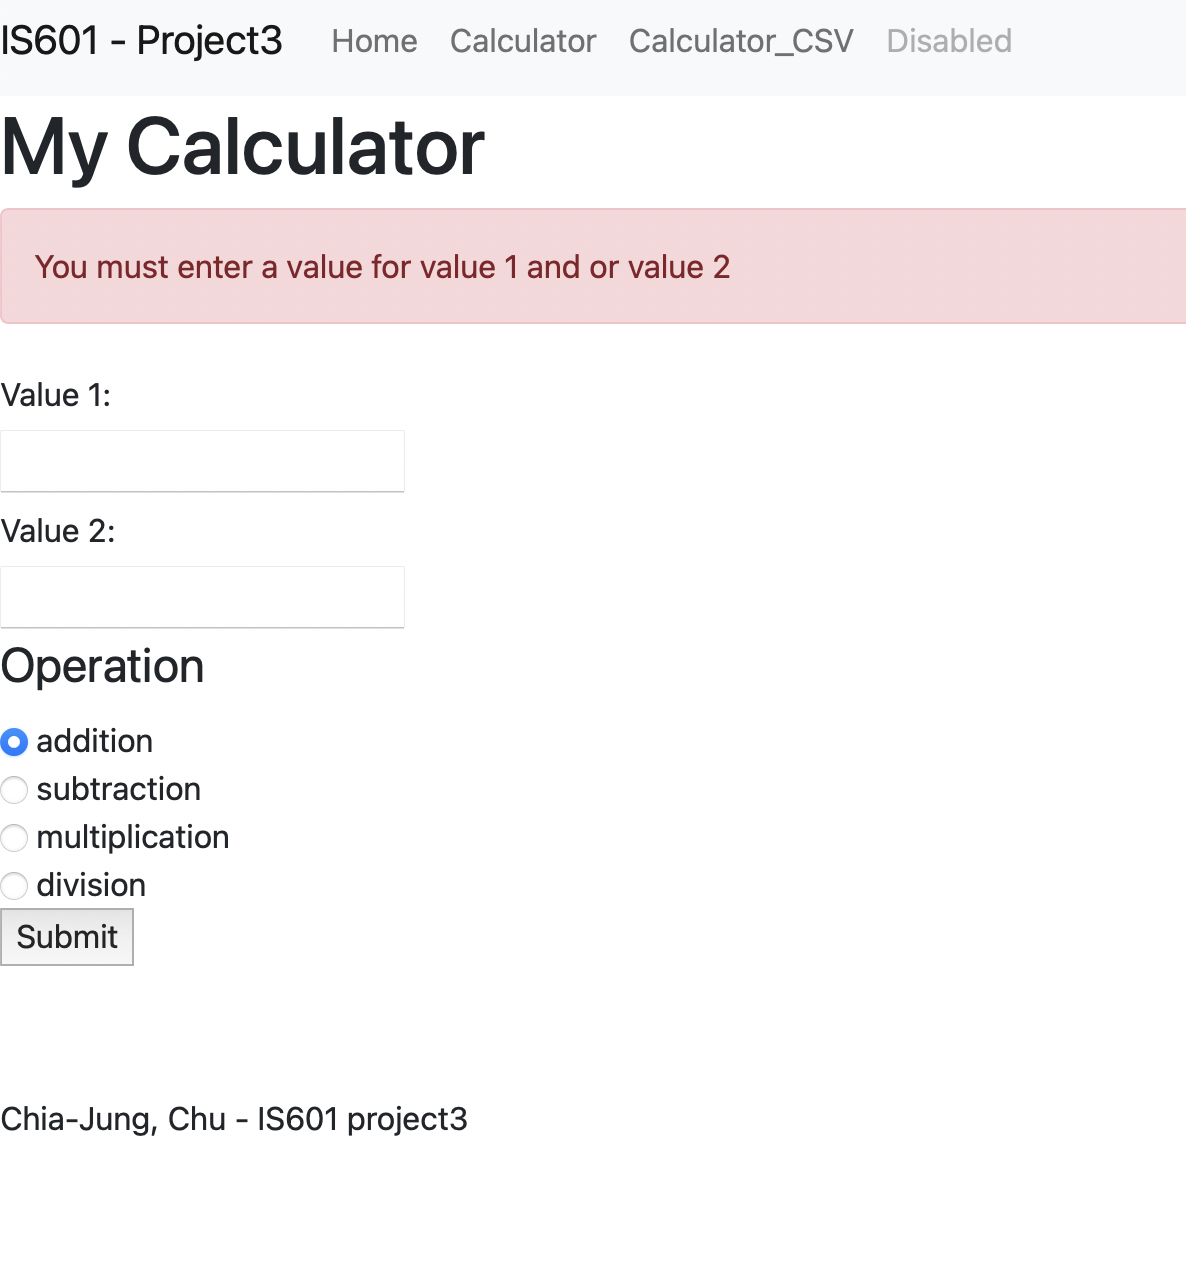 IS601 - Project3 Home Calculator Calculator_CSV Disabled
My Calculator
You must enter a value for value 1 and or value 2
Value 1:
Value 2:
Operation
addition
subtraction
multiplication
division
Submit
Chia-Jung, Chu - IS601 project3